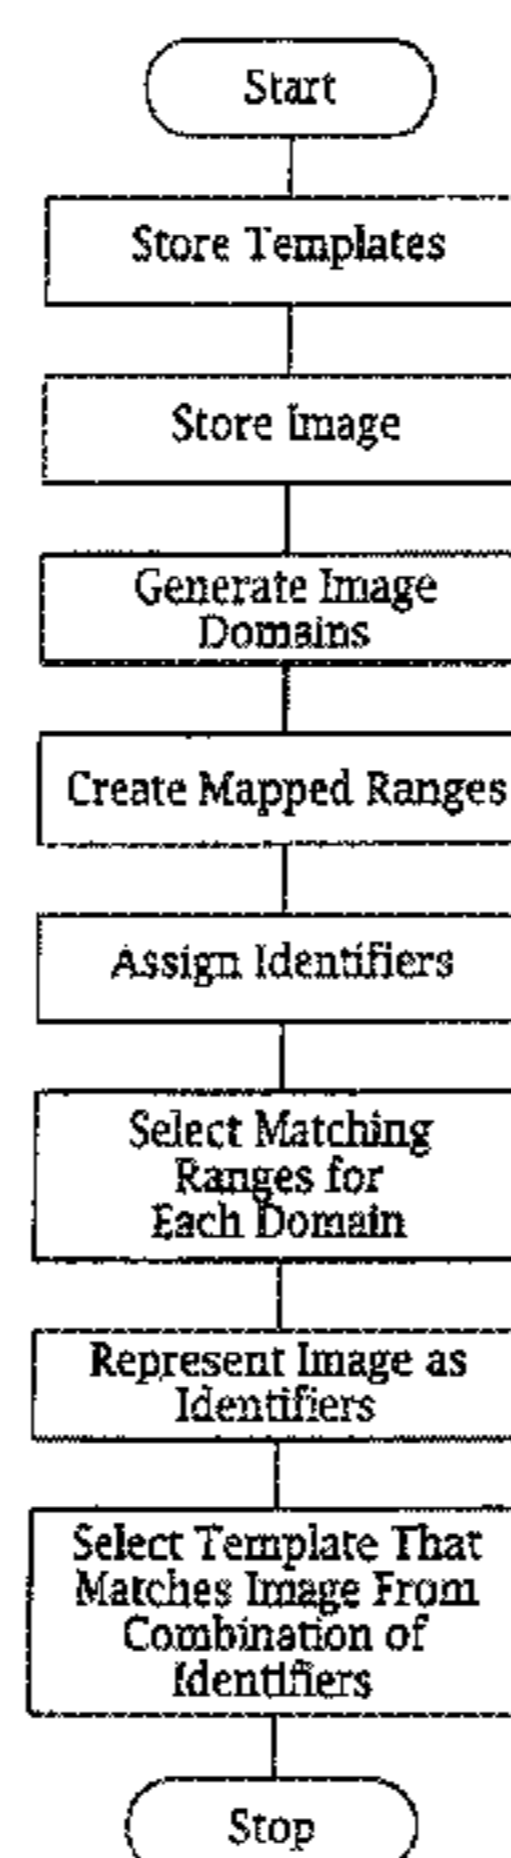 Start
Store Templates
Store Image
Generate Image
Domains
Create Mapped Ranges
Assign Identifiers
Select Matching
Ranges for
Each Domain
Represent Image as
Identifiers
Select Template That
Matches Image From
Combination of
Identifiers
Stop